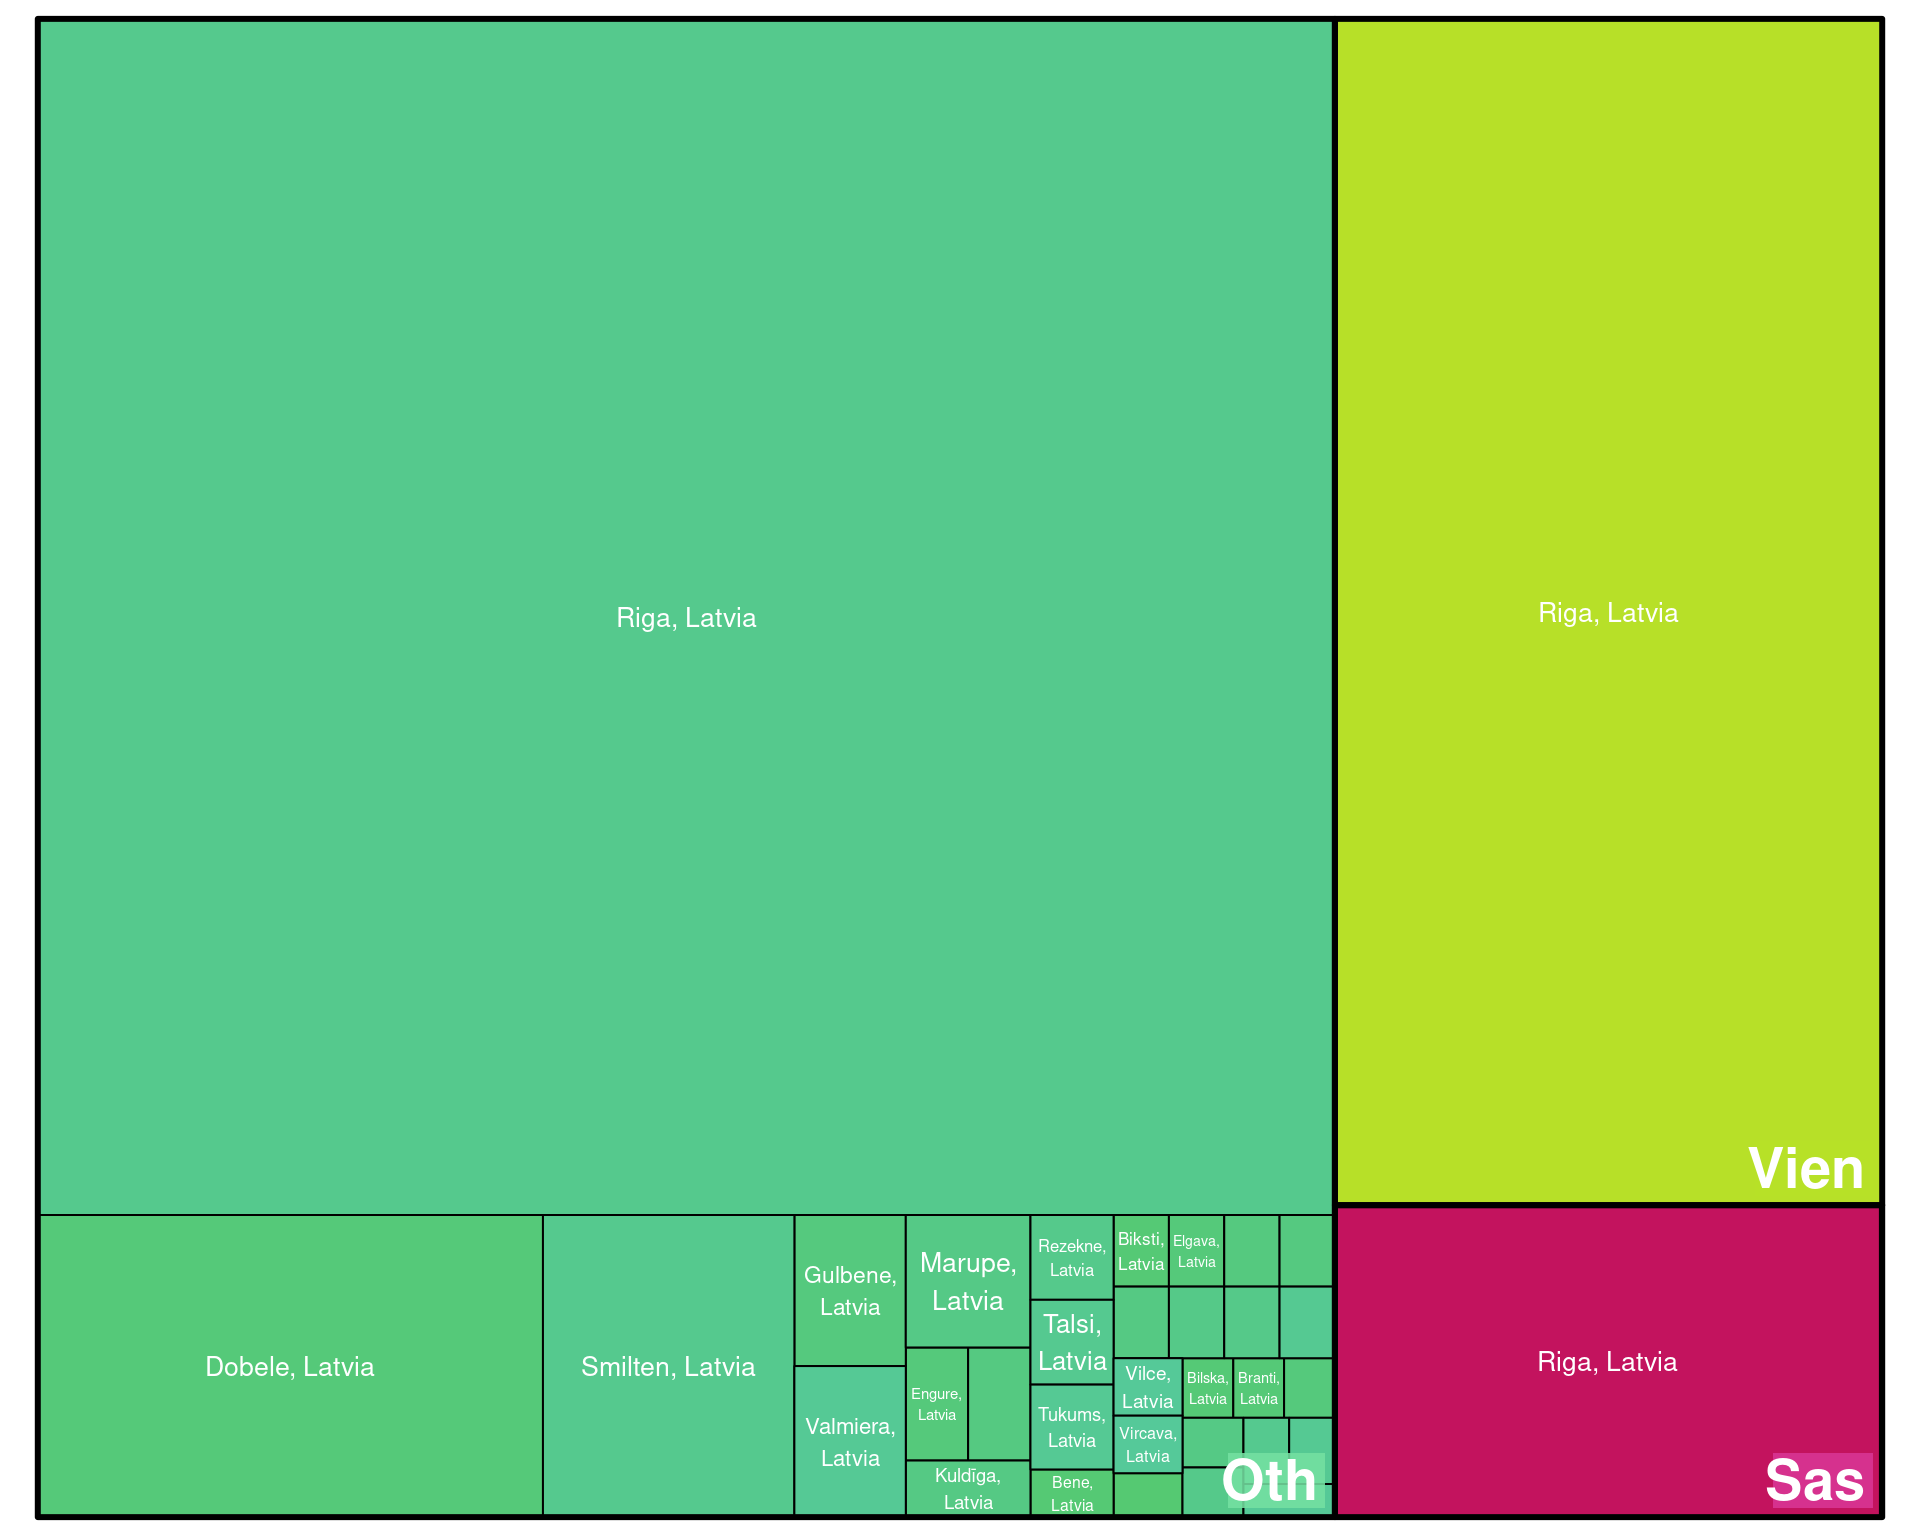 Riga, Latvia
Riga, Latvia
Vien
Dobele, Latvia
Smilten, Latvia
Gulbene,
Latvia
Valmiera,
Latvia
Marupe,
Latvia
Engure,
Latvia
Kuldīga,
Latvia
Rezekne,
Latvia
Talsi,
Latvia
Tukums,
Latvia
Bene,
Latvia
Biksti,
Latvia
Elgava,
Latvia
Vilce,
Latvia
Vircava,
Latvia
Bilska,
Latvia
Branti,
Latvia
Oth
Riga, Latvia
Sas